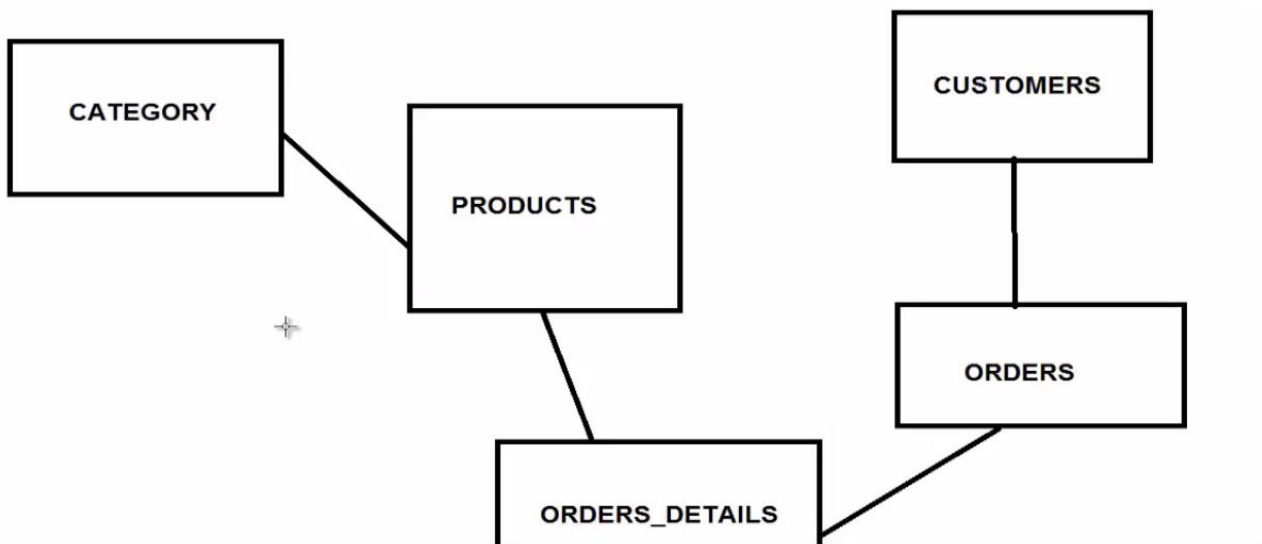 CATEGORY
PRODUCTS
CUSTOMERS
ORDERS
ORDERS_DETAILS